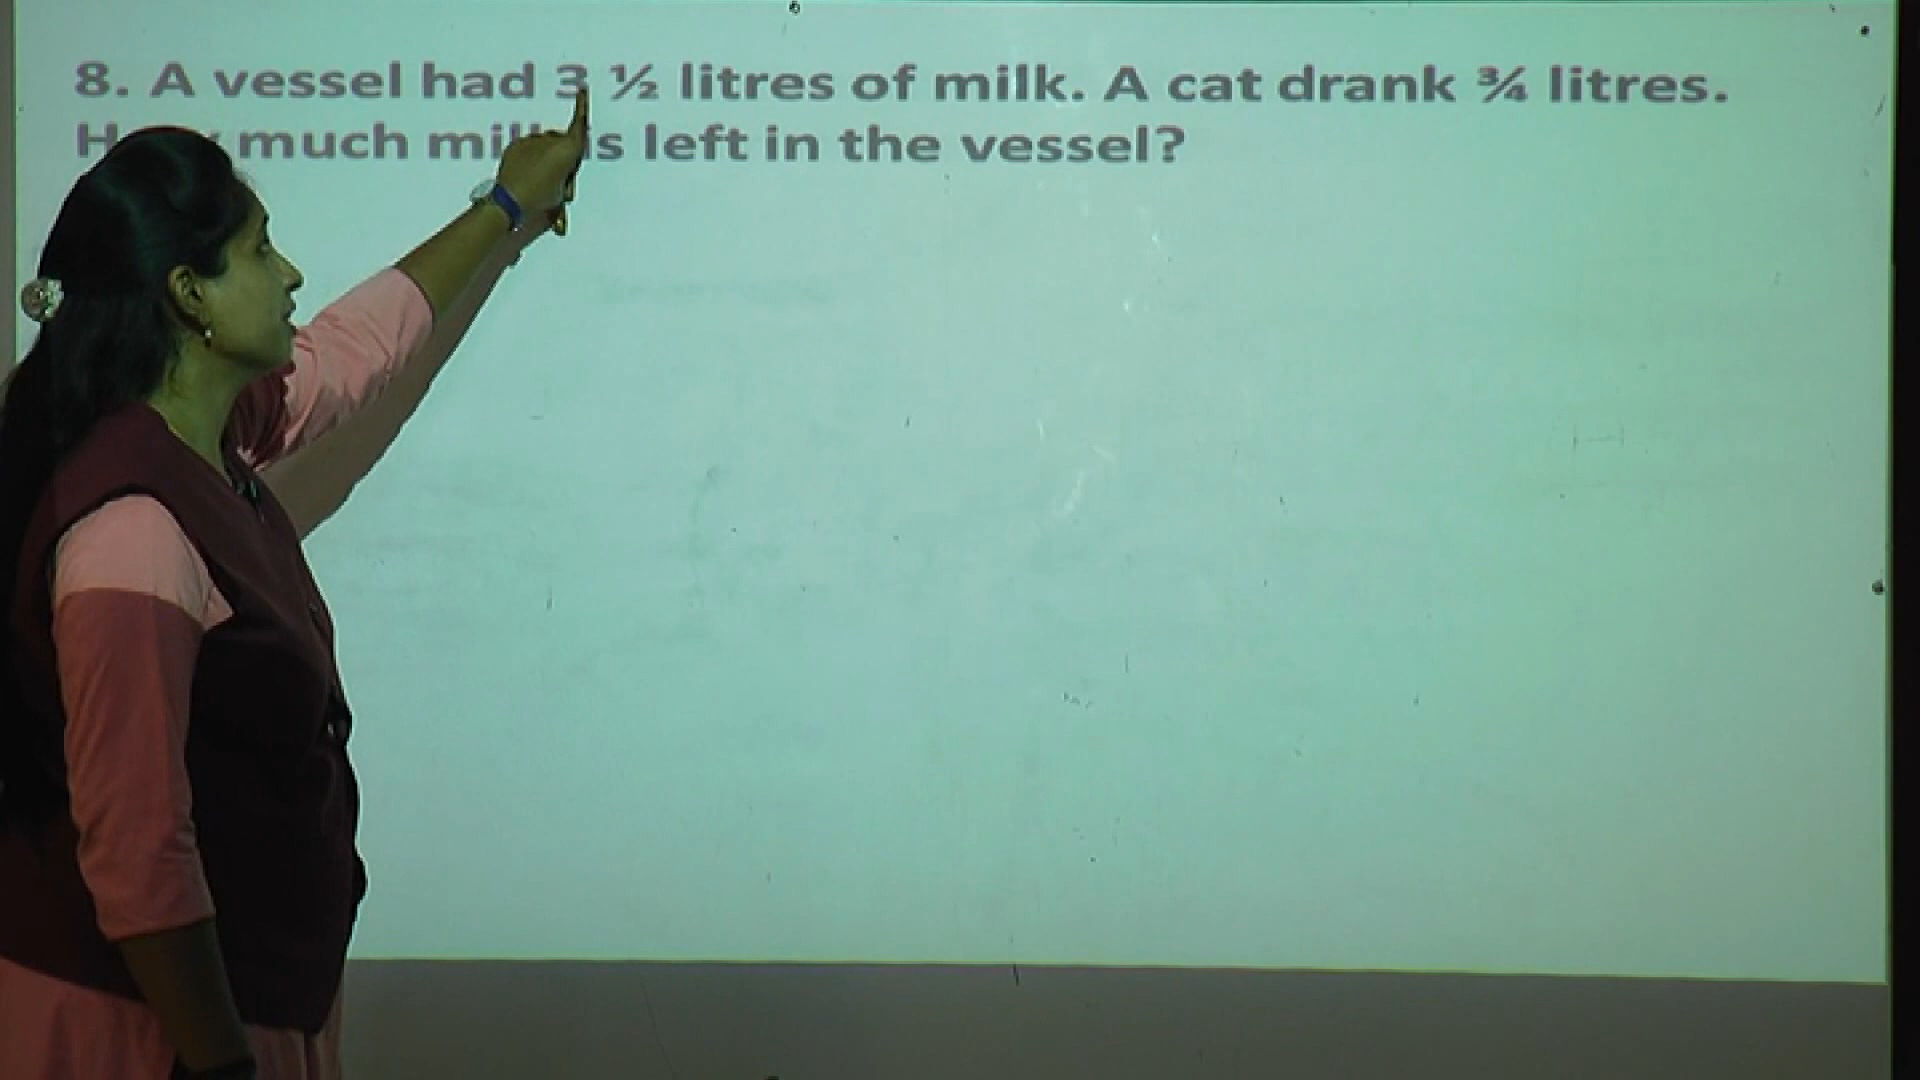 8. A vessel had 3 ½ litres of milk. A cat drank ¾ litres.
much is left in the vessel?